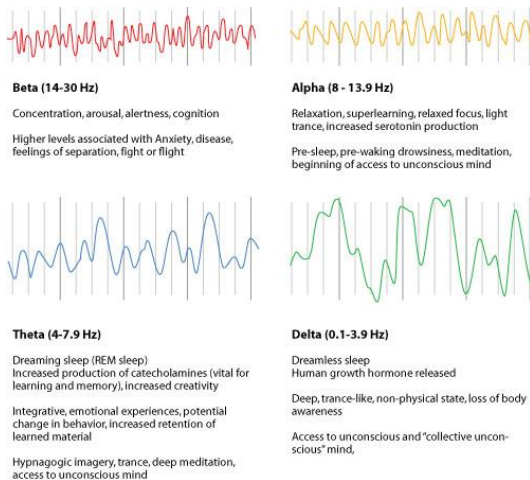 Beta (14-30 Hz)
Concentration, arousal, alertness, cognition
Higher levels associated with Anxiety, disease,
feelings of separation, fight or flight
Alpha (8 - 13.9 Hz)
Relaxation, superlearning, relaxed focus, light
trance, increased serotonin production
Pre-sleep, pre-waking drowsiness, meditation,
beginning of access to unconscious mind
Theta (4-7.9 Hz)
Dreaming sleep (REM sleep)
Increased production of catecholamines (vital for
learning and memory), increased creativity
Integrative, emotional experiences, potential
change in behavior, increased retention of
learned material
Hypnagogic imagery, trance, deep meditation,
access to unconscious mind
Delta (0.1-3.9 Hz)
Dreamless sleep
Human growth hormone released
Deep, trance-like, non-physical state, loss of body
awareness
Access to unconscious and "collective uncon-
scious" mind,